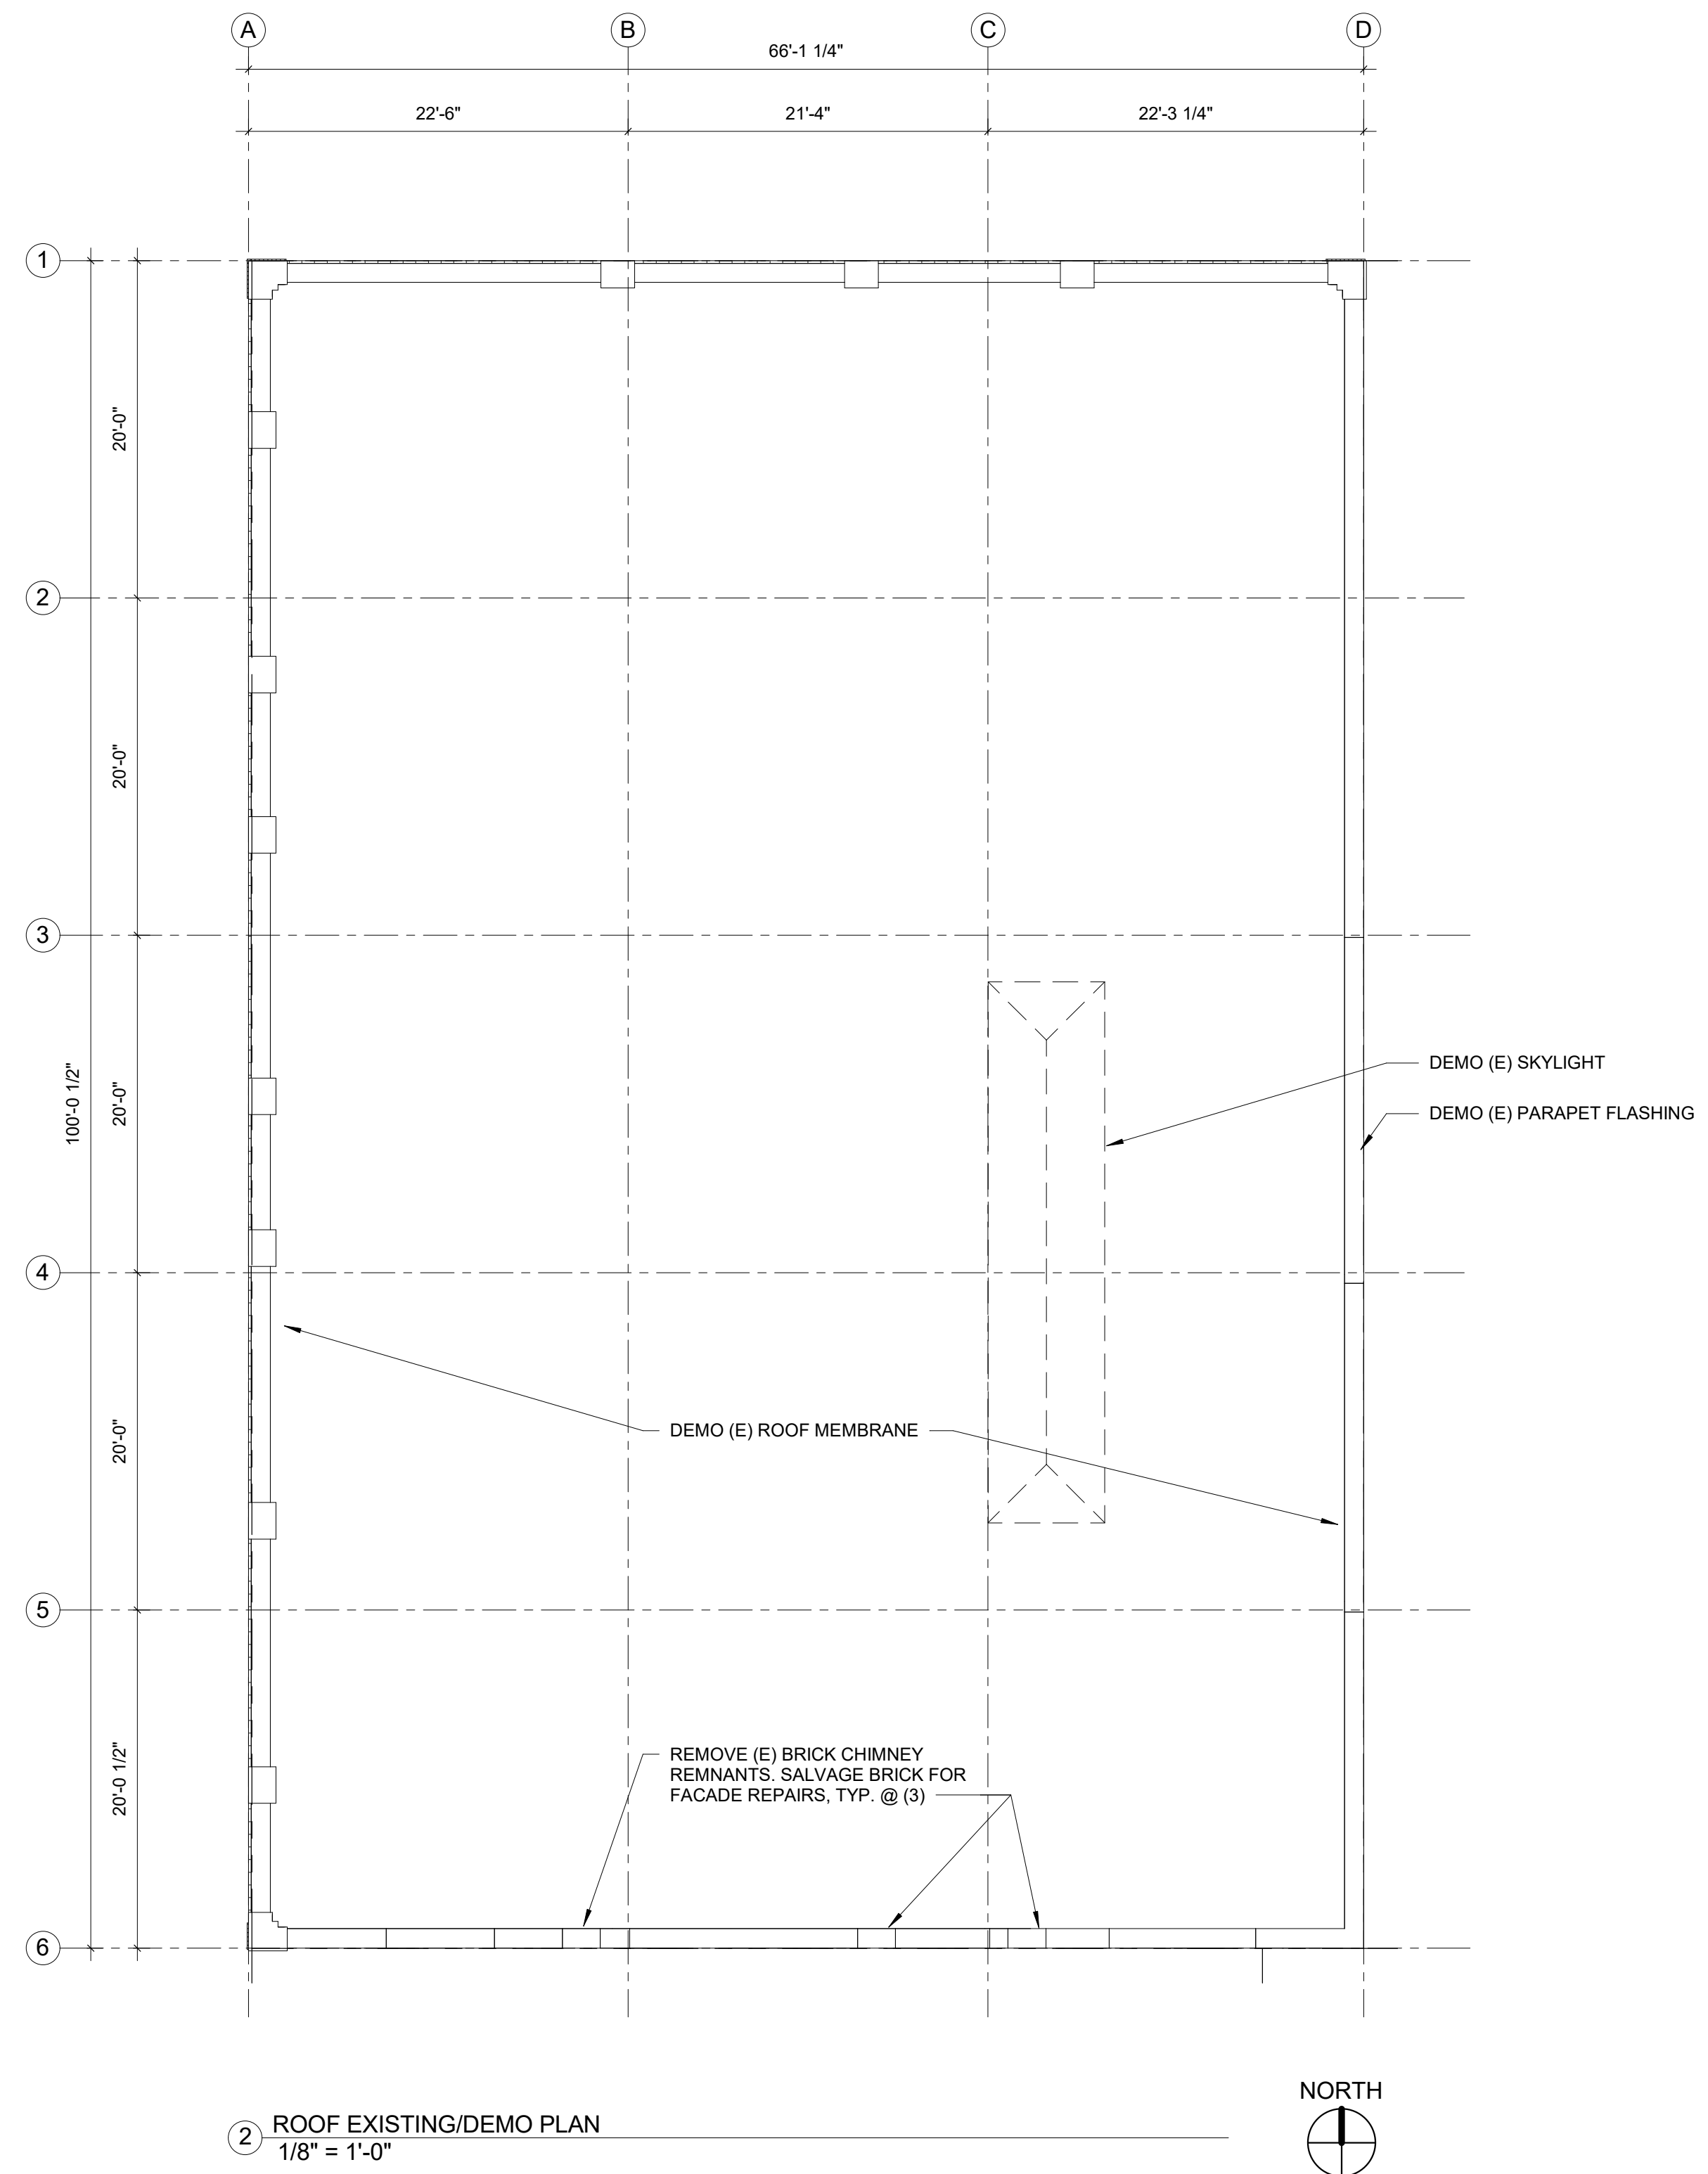 A
B
C
D
66'-1 1/4"
22'-6"
21'-4"
22'-3 1/4"
1
20'-0"
2
20'-0"
3
100'-0 1/2"
20'-0"
DEMO (E) SKYLIGHT
DEMO (E) PARAPET FLASHING
4
20'-0"
DEMO (E) ROOF MEMBRANE
5
20'-0 1/2"
REMOVE (E) BRICK CHIMNEY
REMNANTS. SALVAGE BRICK FOR
FACADE REPAIRS, TYP. @ (3)
6
NORTH
2
ROOF EXISTING/DEMO PLAN
1/8" = 1'-0"